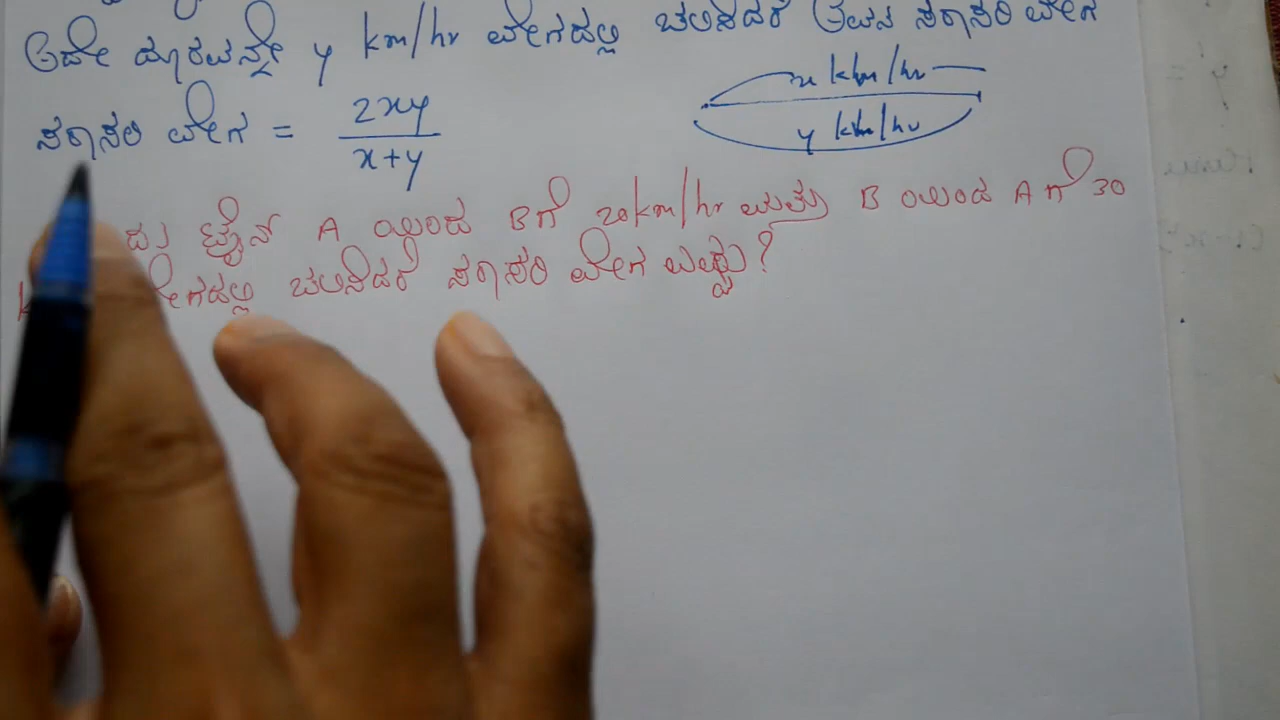 ಅದೇ ದೂರವನ್ನೇ y km/hr ವೇಗದಲ್ಲಿ ಚಲಿಸಿದರೆ ಅವನ ಸರಾಸರಿ ವೇಗ
x km/hr
ಸರಾಸರಿ ವೇಗ = 2xy / x+y
y km/hr
ಟ್ರೈನ್ A ಯಿಂದ B ಗೆ 20km/hr ಮತ್ತು B ಯಿಂದ A ಗೆ 30
ವೇಗದಲ್ಲಿ ಚಲಿಸಿದರೆ ಸರಾಸರಿ ವೇಗ ಎಷ್ಟು?